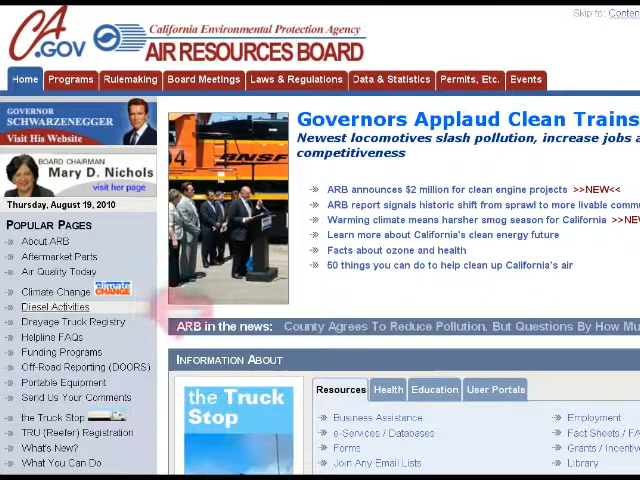 Skip to: Conten
CA.GOV
California Environmental Protection Agency
AIR RESOURCES BOARD
Home Programs Rulemaking Board Meetings Laws & Regulations Data & Statistics Permits, Etc. Events
GOVERNOR
SCHWARZENEGGER
Visit His Website
BOARD CHAIRMAN
Mary D. Nichols
visit her page
Thursday, August 19, 2010
POPULAR PAGES
About ARB
Aftermarket Parts
Air Quality Today
Climate Change climate CHANGE
Diesel Activities
Drayage Truck Registry
Helpline FAQs
Funding Programs
Off-Road Reporting (DOORS)
Portable Equipment
Send Us Your Comments
the Truck Stop
TRU (Reefer) Registration
What's New?
What You Can Do
04 BNSF
Governors Applaud Clean Trains
Newest locomotives slash pollution, increase jobs a
competitiveness
ARB announces $2 million for clean engine projects >>NEW<<
ARB report signals historic shift from sprawl to more livable commu
Warming climate means harsher smog season for California >>NEW
Learn more about California's clean energy future
Facts about ozone and health
60 things you can do to help clean up California's air
ARB in the news: County Agrees To Reduce Pollution, But Questions By How Mu
INFORMATION ABOUT
the Truck
Stop
Resources Health Education User Portals
Business Assistance
e-Services / Databases
Forms
Join Any Email Lists
Employment
Fact Sheets / FA
Grants / Incentive
Library